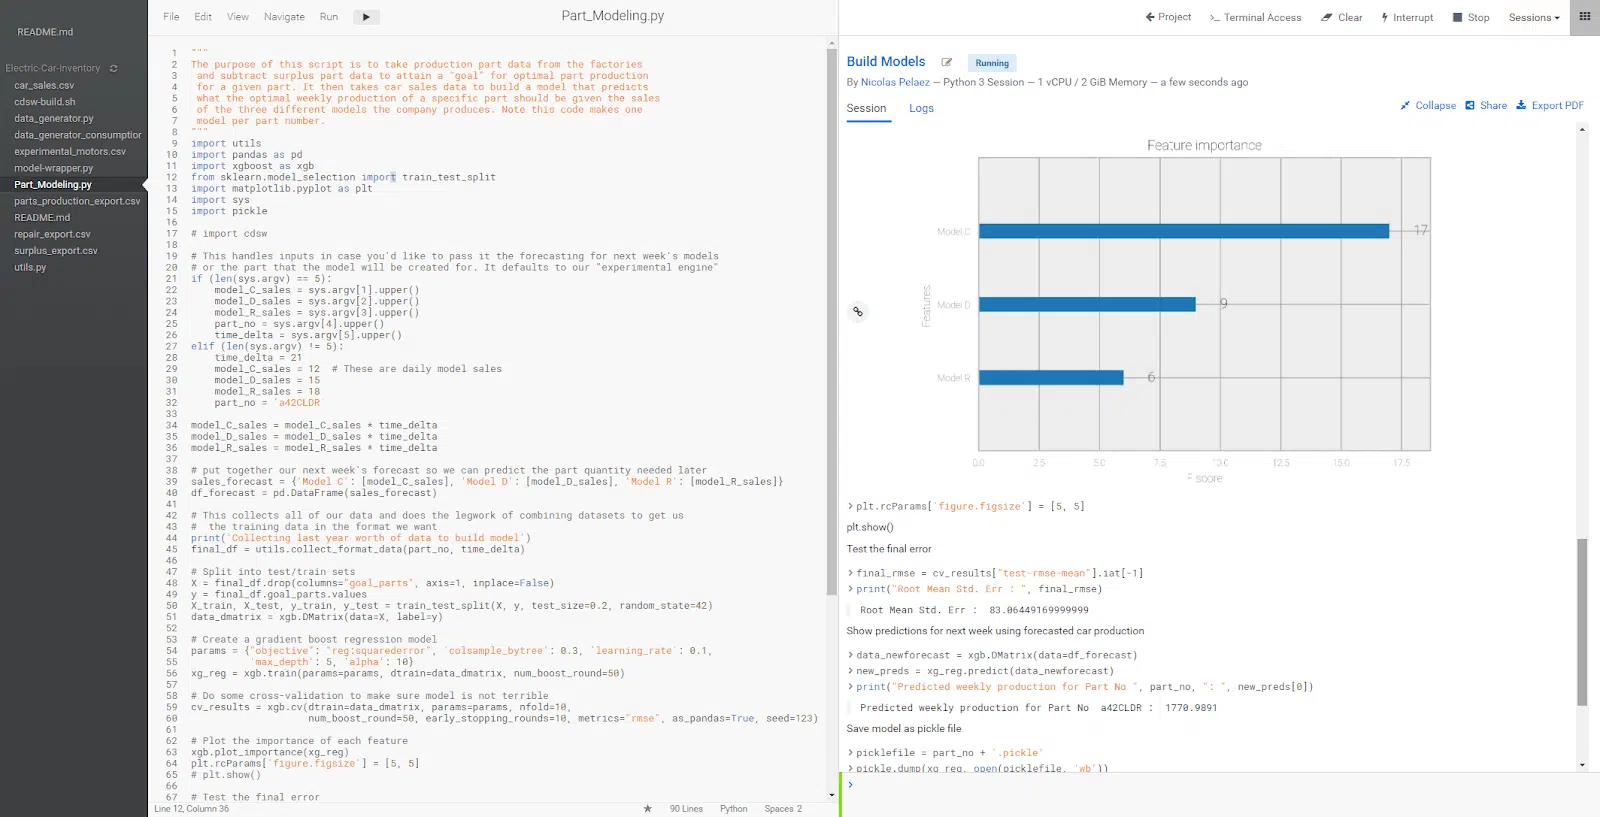 README.md
Electric-Car-Inventory
car_sales.csv
cdsw-build.sh
data_generator.py
data_generator_consumption
experimental_motors.csv
model-wrapper.py
Part_Modeling.py
parts_production_export.csv
README.md
repair_export.csv
surplus_export.csv
utils.py
File Edit View Navigate Run
Part_Modeling.py
1 """
2 The purpose of this script is to take production part data from the factories
3 and subtract surplus part data to attain a "goal" for optimal part production
4 for a given part. It then takes car sales data to build a model that predicts
5 what the optimal weekly production of a specific part should be given the sales
6 of the three different models the company produces. Note this code makes one
7 model per part number.
8 """
9 import utils
10 import pandas as pd
11 import xgboost as xgb
12 from sklearn.model_selection import train_test_split
13 import matplotlib.pyplot as plt
14 import sys
15 import pickle
16
17 # import cdsw
18
19 # This handles inputs in case you'd like to pass it the forecasting for next week's models
20 # or the part that the model will be created for. It defaults to our "experimental engine"
21 if (len(sys.argv) == 5):
22 model_C_sales = sys.argv[1].upper()
23 model_D_sales = sys.argv[2].upper()
24 model_R_sales = sys.argv[3].upper()
25 part_no = sys.argv[4].upper()
26 time_delta = sys.argv[5].upper()
27 elif (len(sys.argv) != 5):
28 time_delta = 21
29 model_C_sales = 12 # These are daily model sales
30 model_D_sales = 15
31 model_R_sales = 18
32 part_no = 'a42CLDR'
33
34 model_C_sales = model_C_sales * time_delta
35 model_D_sales = model_D_sales * time_delta
36 model_R_sales = model_R_sales * time_delta
37
38 # put together our next week's forecast so we can predict the part quantity needed later
39 sales_forecast = {'Model C': [model_C_sales], 'Model D': [model_D_sales], 'Model R': [model_R_sales]}
40 df_forecast = pd.DataFrame(sales_forecast)
41
42 # This collects all of our data and does the legwork of combining datasets to get us
43 # the training data in the format we want
44 print('Collecting last year worth of data to build model')
45 final_df = utils.collect_format_data(part_no, time_delta)
46
47 # Split into test/train sets
48 X = final_df.drop(columns="goal_parts", axis=1, inplace=False)
49 y = final_df.goal_parts.values
50 X_train, X_test, y_train, y_test = train_test_split(X, y, test_size=0.2, random_state=42)
51 data_dmatrix = xgb.DMatrix(data=X, label=y)
52
53 # Create a gradient boost regression model
54 params = {"objective": "reg:squarederror", 'colsample_bytree': 0.3, 'learning_rate': 0.1,
55 'max_depth': 5, 'alpha': 10}
56 xg_reg = xgb.train(params=params, dtrain=data_dmatrix, num_boost_round=50)
57
58 # Do some cross-validation to make sure model is not terrible
59 cv_results = xgb.cv(dtrain=data_dmatrix, params=params, nfold=10,
60 num_boost_round=50, early_stopping_rounds=10, metrics="rmse", as_pandas=True, seed=123)
61
62 # Plot the importance of each feature
63 xgb.plot_importance(xg_reg)
64 plt.rcParams['figure.figsize'] = [5, 5]
65 # plt.show()
66
67 # Test the final error
Line 12, Column 36 ★ 90 Lines Python Spaces 2
Project Terminal Access Clear Interrupt Stop Sessions
Build Models Running
By Nicolas Pelaez — Python 3 Session — 1 vCPU / 2 GiB Memory — a few seconds ago
Session Logs Collapse Share Export PDF
Feature importance
Model C 17
Model D 9
Model R 6
Features
0.0 2.5 5.0 7.5 10.0 12.5 15.0 17.5
F score
> plt.rcParams['figure.figsize'] = [5, 5]
plt.show()
Test the final error
> final_rmse = cv_results["test-rmse-mean"].iat[-1]
> print("Root Mean Std. Err : ", final_rmse)
Root Mean Std. Err : 83.06449169999999
Show predictions for next week using forecasted car production
> data_newforecast = xgb.DMatrix(data=df_forecast)
> new_preds = xg_reg.predict(data_newforecast)
> print("Predicted weekly production for Part No ", part_no, ": ", new_preds[0])
Predicted weekly production for Part No a42CLDR : 1770.9891
Save model as pickle file
> picklefile = part_no + '.pickle'
> pickle.dump(xg_reg, open(picklefile, 'wb'))
>